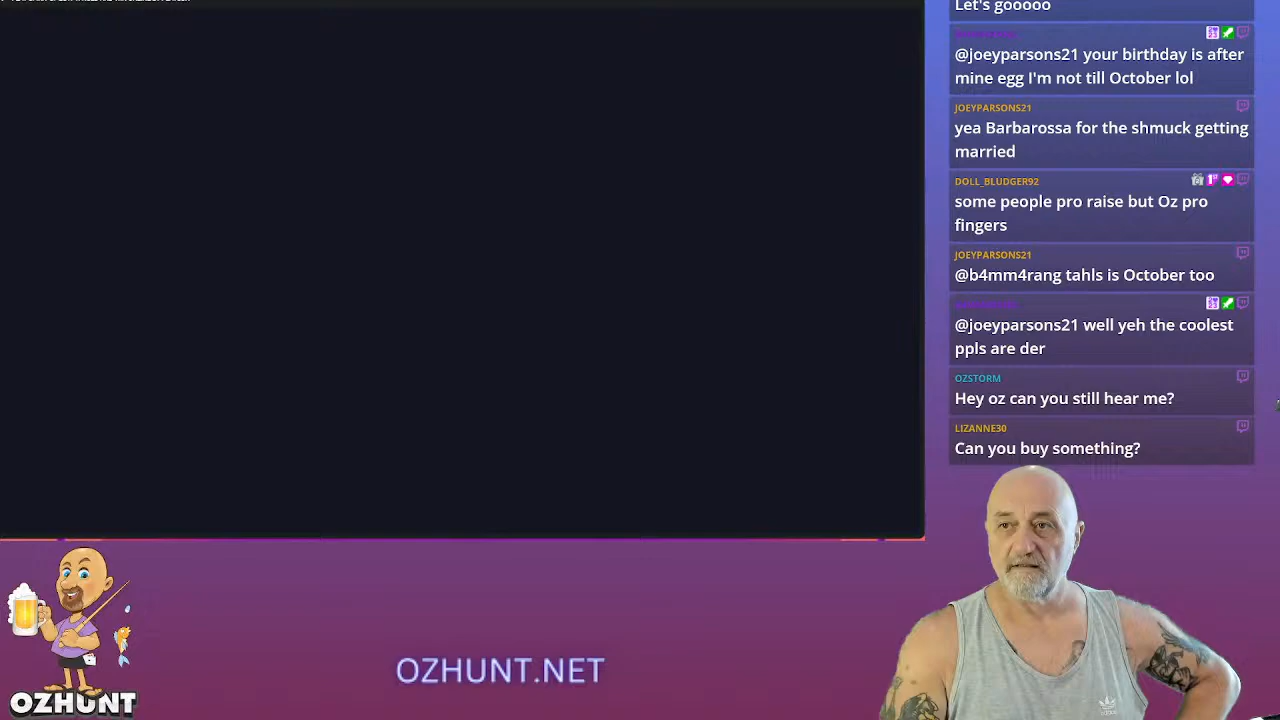 Let's gooooo
@joeyparsons21 your birthday is after
mine egg I'm not till October lol
JOEYPARSONS21
yea Barbarossa for the shmuck getting
married
DOLL_BLUDGER92
some people pro raise but Oz pro
fingers
JOEYPARSONS21
@b4mm4rang tahls is October too
@joeyparsons21 well yeh the coolest
ppls are der
OZSTORM
Hey oz can you still hear me?
LIZANNE30
Can you buy something?
OZHUNT
OZHUNT.NET